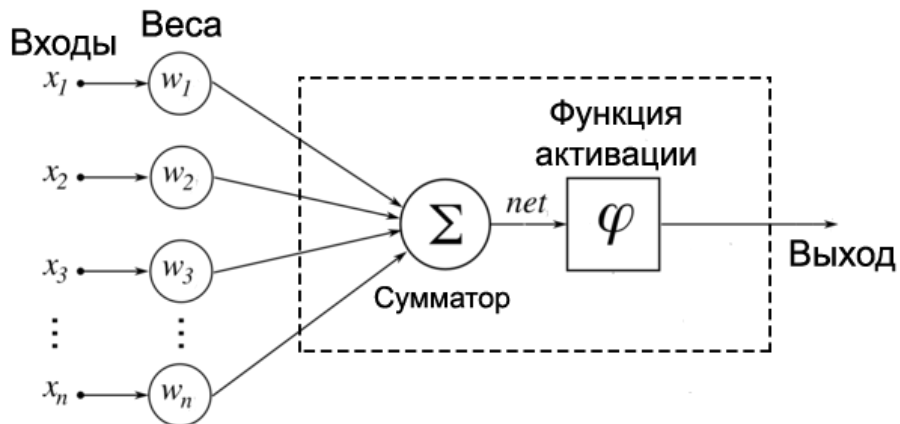 Входы
Веса
x1
w1
x2
w2
x3
w3
⋮
⋮
xn
wn
Σ
Сумматор
net
Функция
активации
φ
Выход